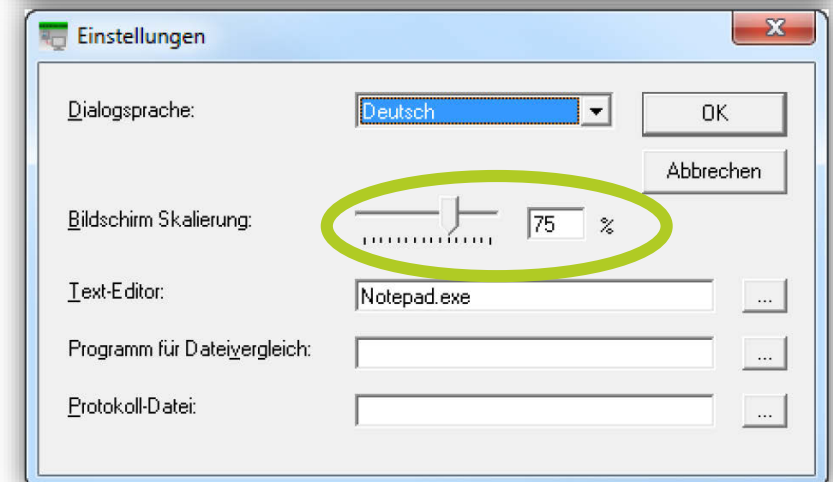 Einstellungen
Dialogsprache: Deutsch OK
Abbrechen
Bildschirm Skalierung: 75 %
Text-Editor: Notepad.exe ...
Programm für Dateivergleich: ...
Protokoll-Datei: ...